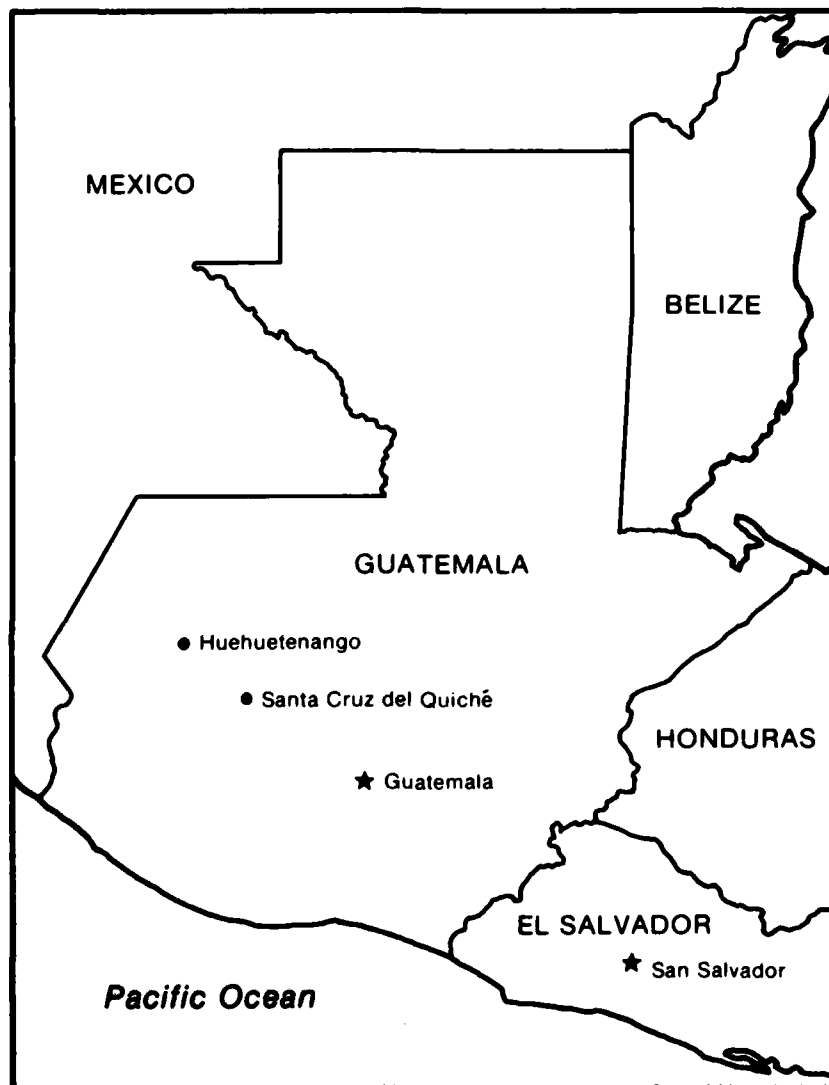 MEXICO
BELIZE
GUATEMALA
Huehuetenango
Santa Cruz del Quiché
HONDURAS
Guatemala
EL SALVADOR
San Salvador
Pacific Ocean